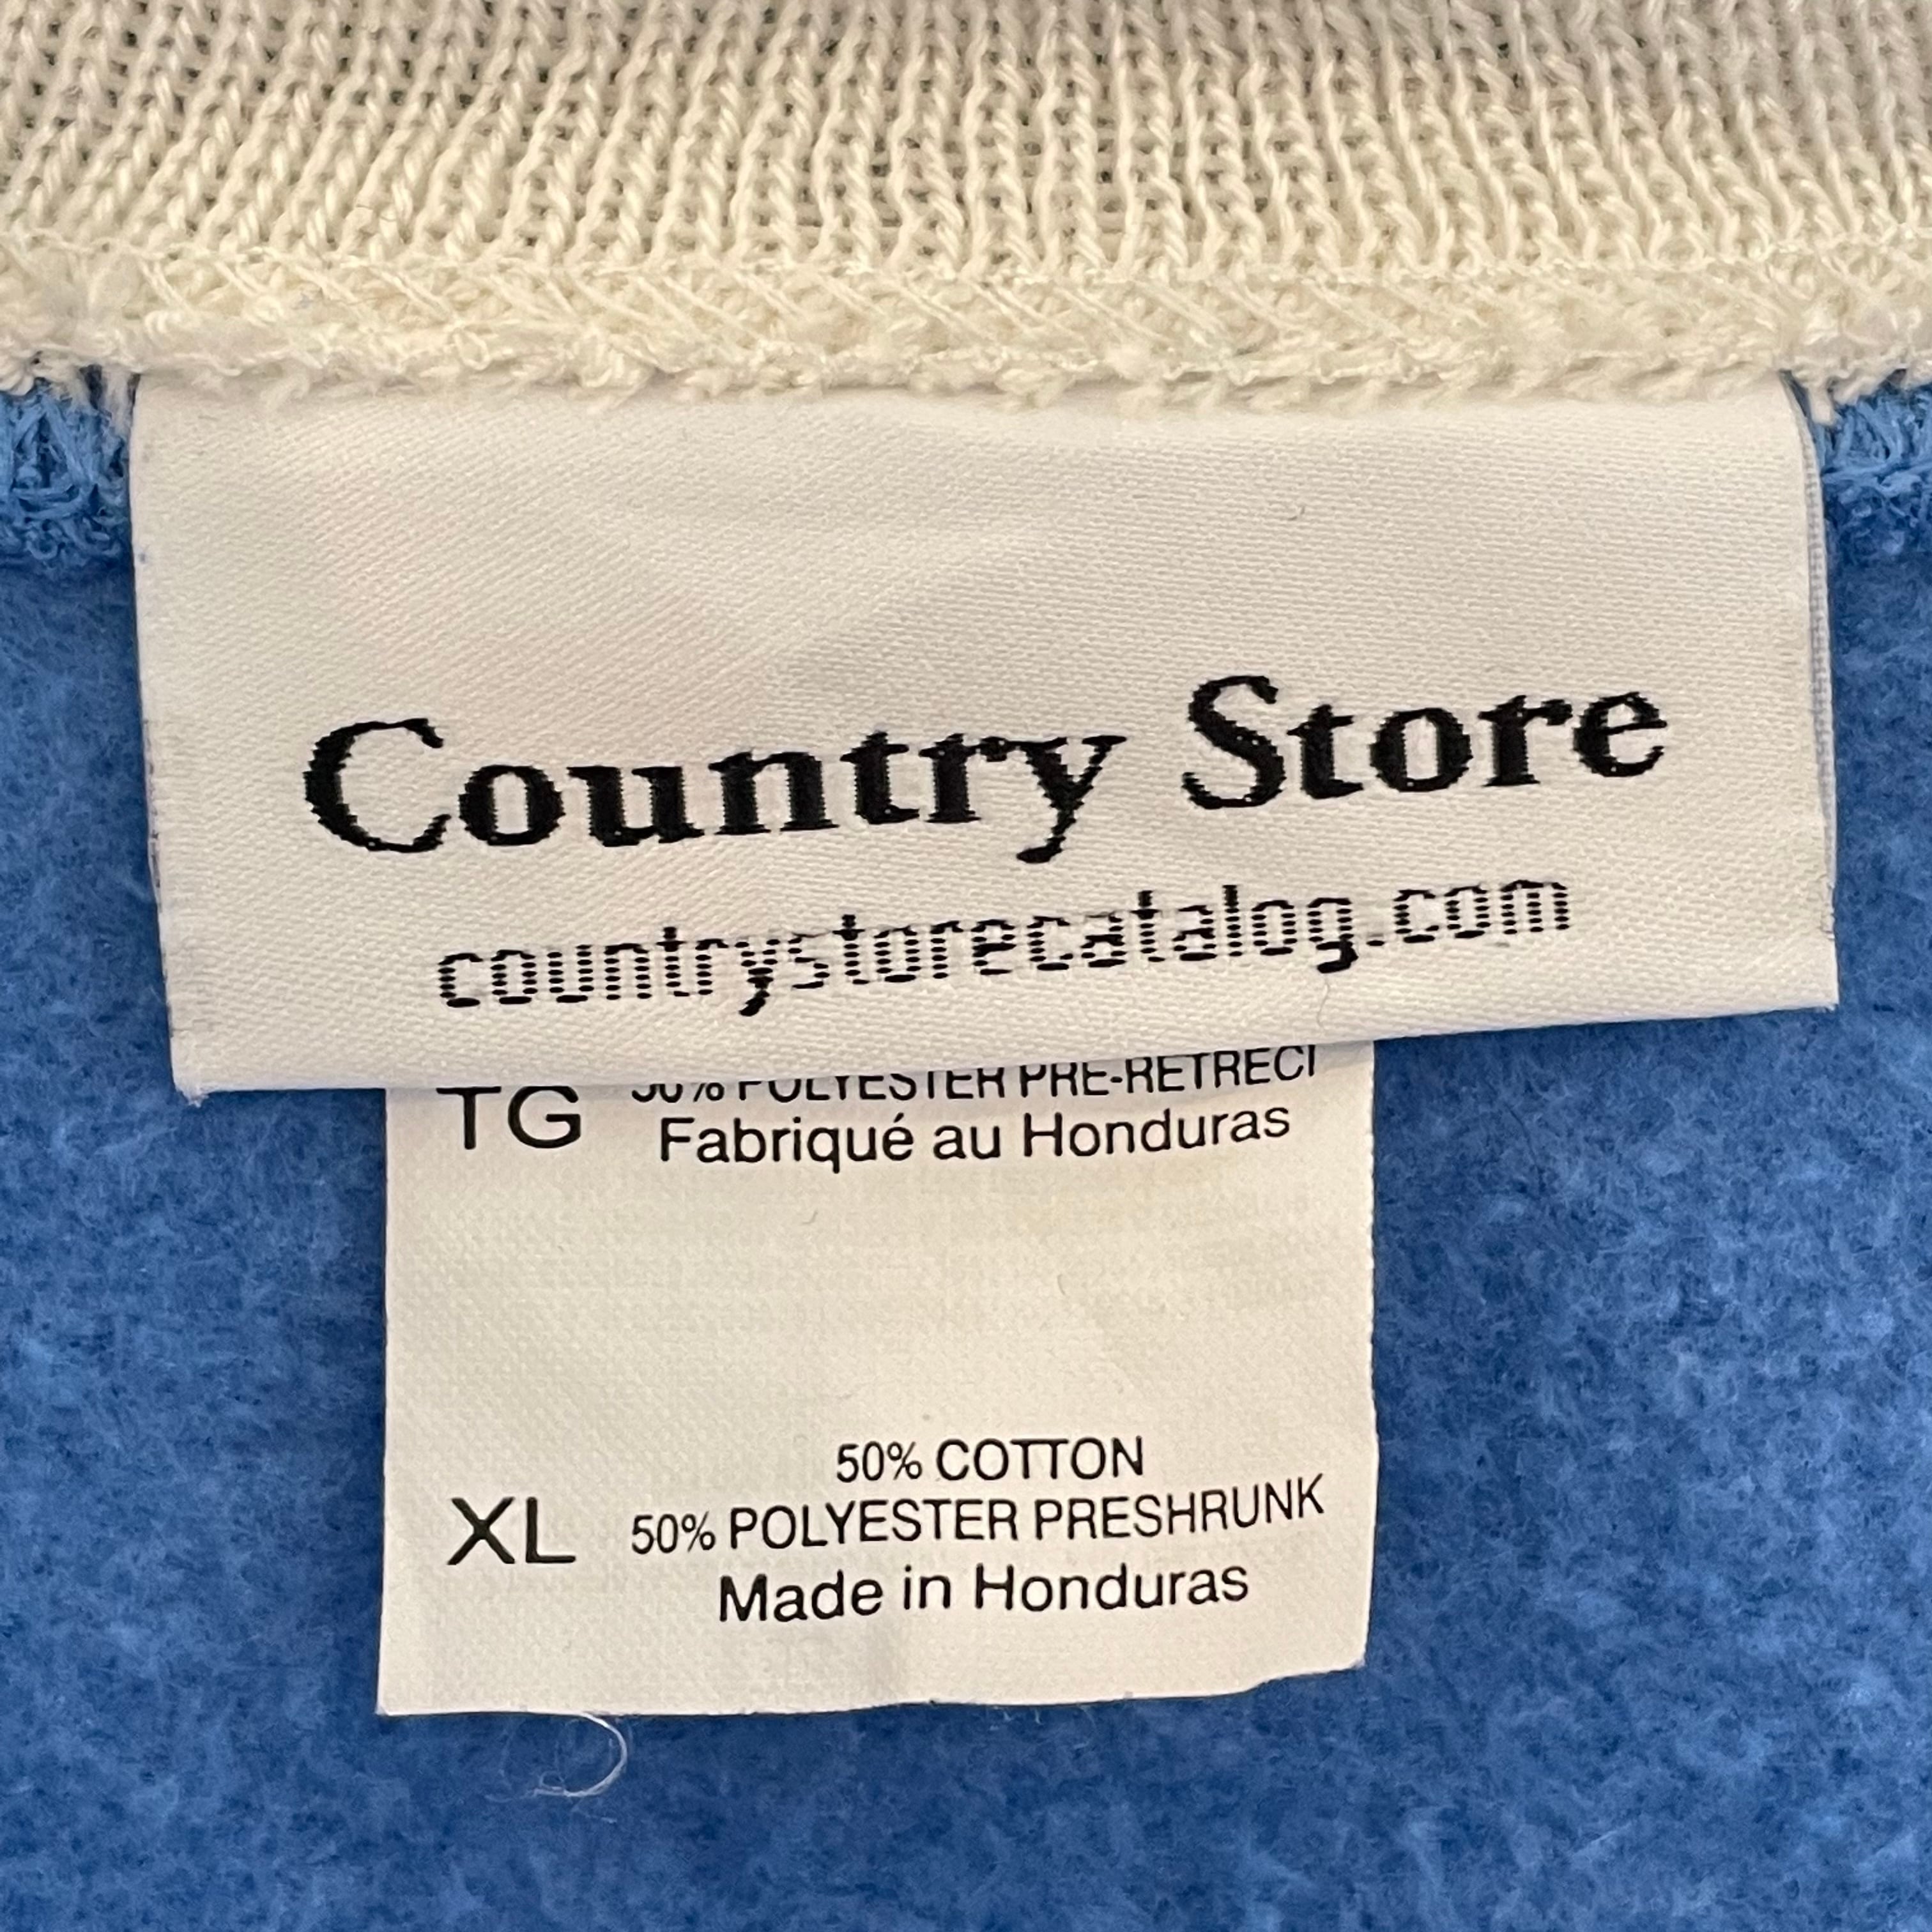 Country Store
countrystorecatalog.com
TG
50% POLYESTER PRE-RETRECI
Fabriqué au Honduras
50% COTTON
XL
50% POLYESTER PRESHRUNK
Made in Honduras